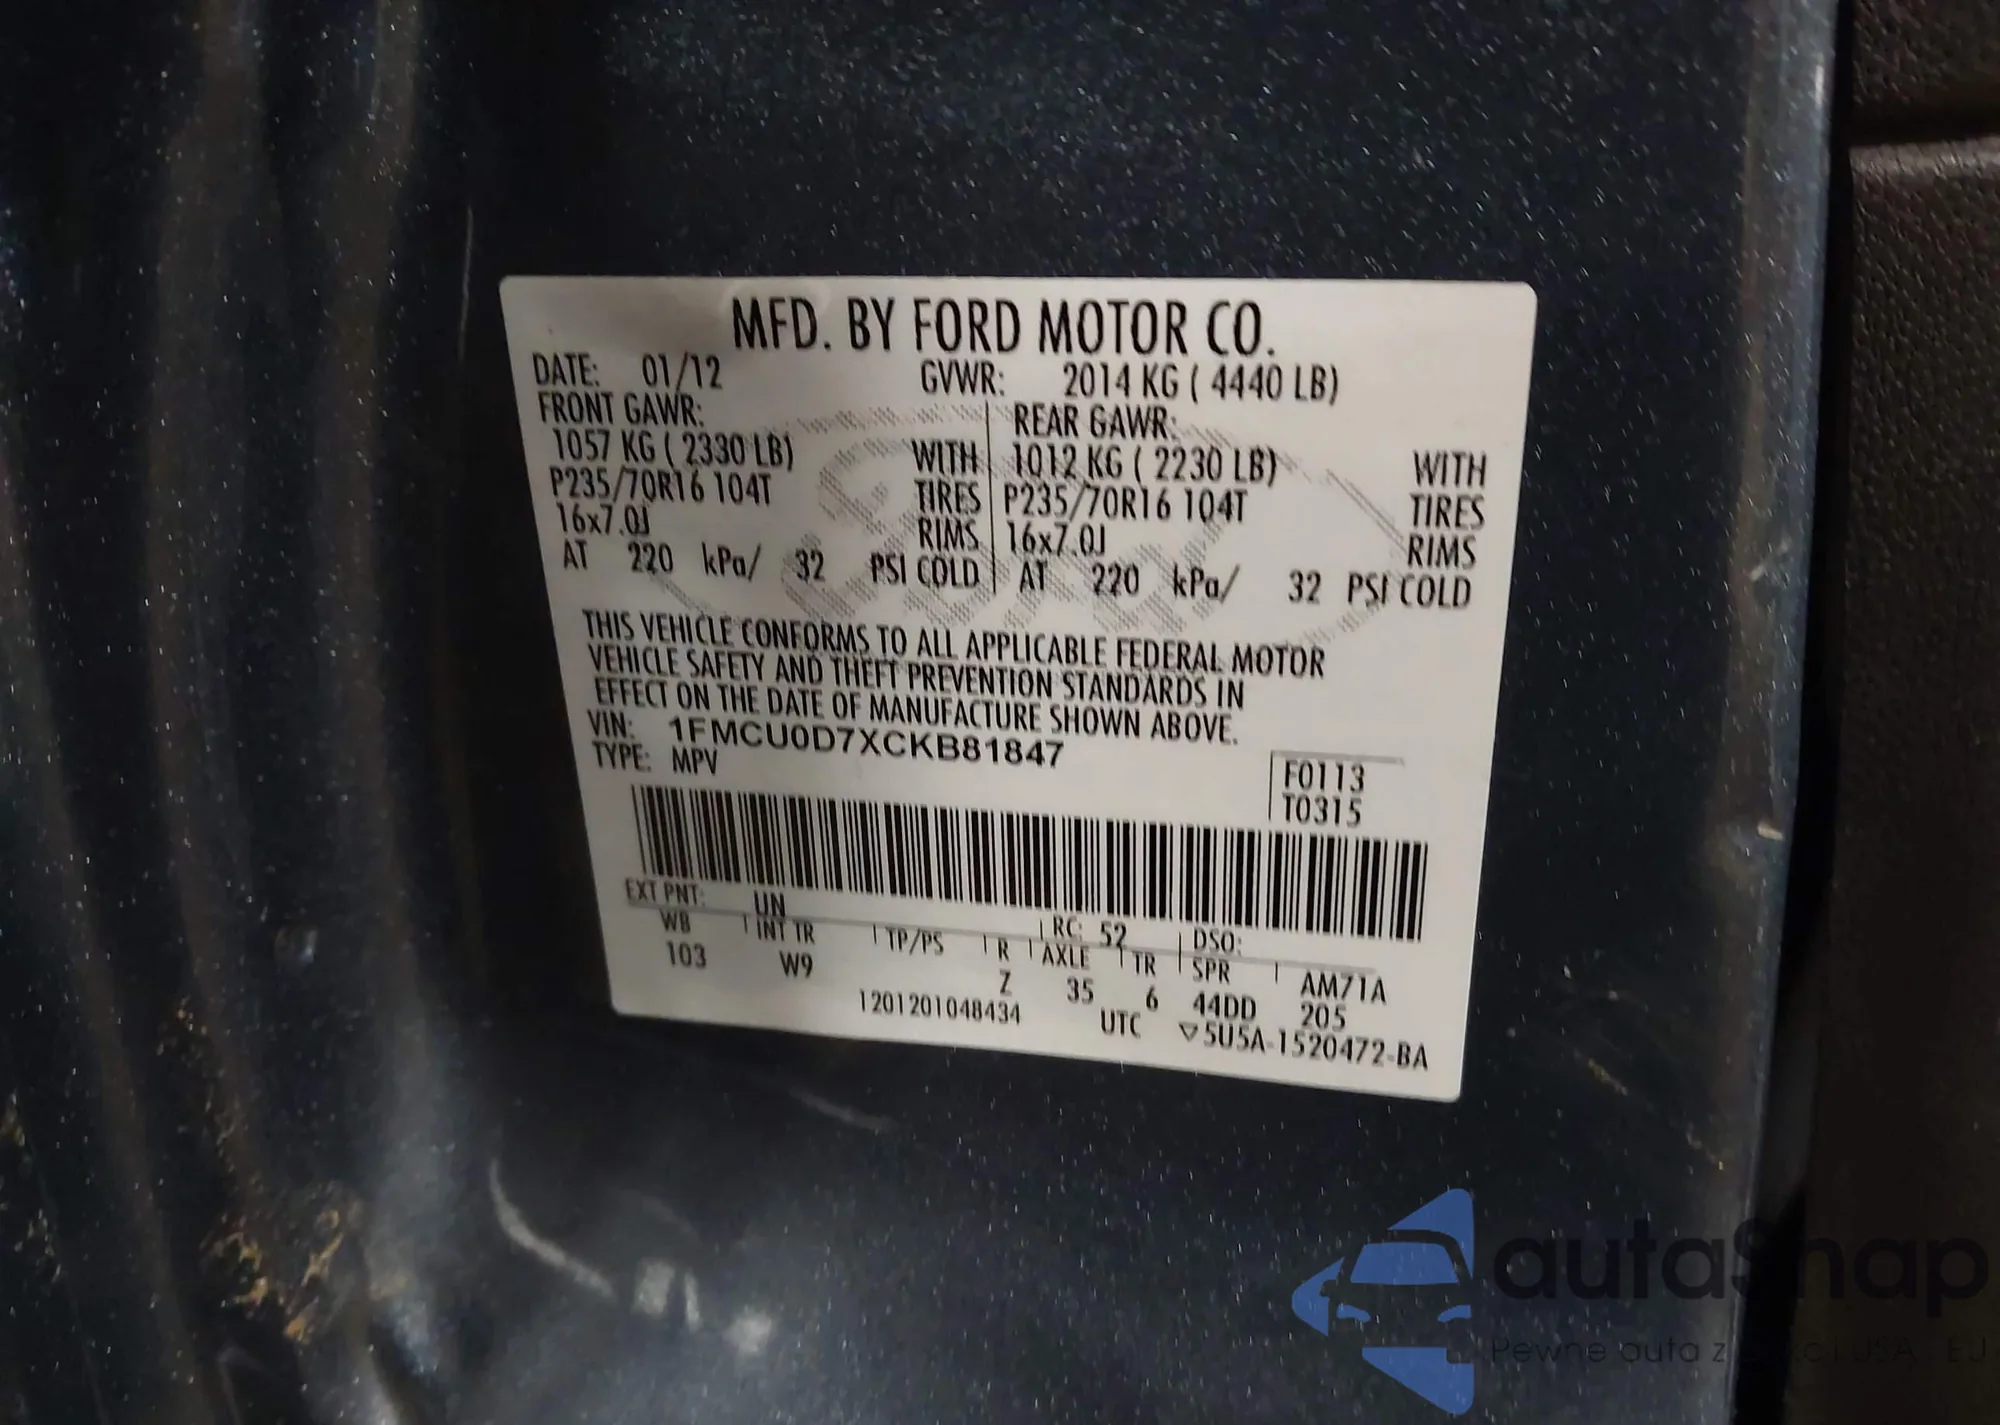 MFD. BY FORD MOTOR CO.
DATE: 01/12 GVWR: 2014 KG ( 4440 LB)
FRONT GAWR: REAR GAWR:
1057 KG ( 2330 LB) WITH 1012 KG ( 2230 LB) WITH
P235/70R16 104T TIRES P235/70R16 104T TIRES
16x7.0J RIMS 16x7.0J RIMS
AT 220 kPa/ 32 PSI COLD AT 220 kPa/ 32 PSI COLD
THIS VEHICLE CONFORMS TO ALL APPLICABLE FEDERAL MOTOR
VEHICLE SAFETY AND THEFT PREVENTION STANDARDS IN
EFFECT ON THE DATE OF MANUFACTURE SHOWN ABOVE.
VIN: 1FMCU0D7XCKB81847
TYPE: MPV
F0113
T0315
EXT PNT: UN RC: 52 DSO:
WB INT TR TP/PS R AXLE TR SPR AM71A
103 W9 Z 35 6 44DD 205
1201201048434 UTC ▽5U5A-1520472-BA
autaSnap
Pewne auta z USA EU